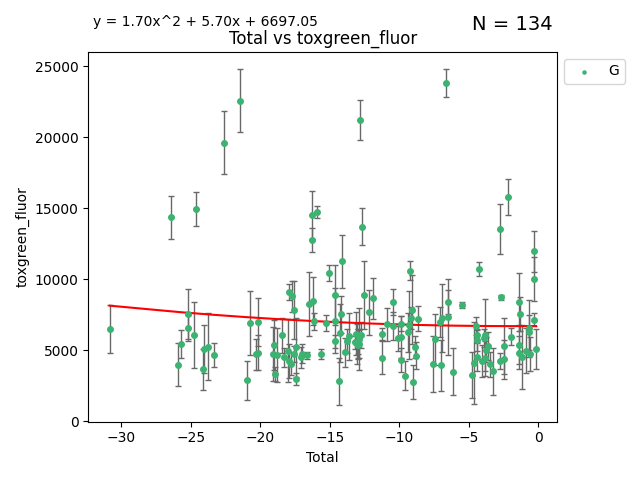 y = 1.70x^2 + 5.70x + 6697.05
N = 134
Total vs toxgreen_fluor
G
25000
20000
15000
10000
5000
0
toxgreen_fluor
−30 −25 −20 −15 −10 −5 0
Total